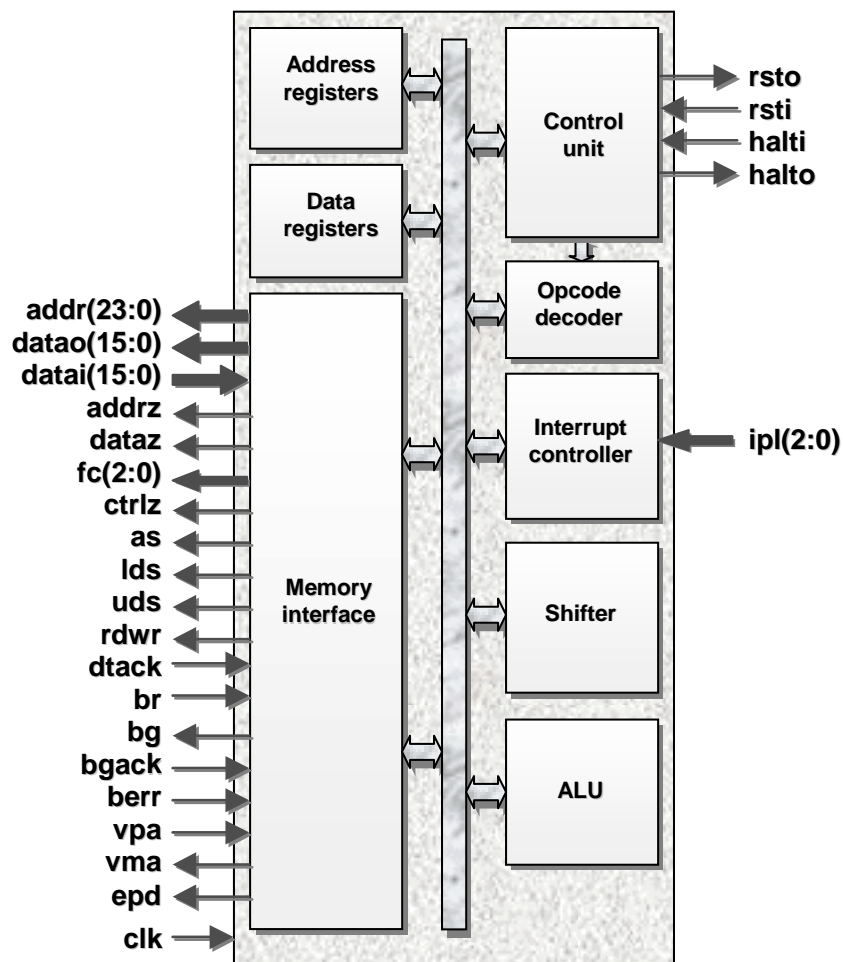 addr(23:0)
datao(15:0)
datai(15:0)
addrz
dataz
fc(2:0)
ctrlz
as
lds
uds
rdwr
dtack
br
bg
bgack
berr
vpa
vma
epd
clk
Address
registers
Data
registers
Memory
interface
Control
unit
Opcode
decoder
Interrupt
controller
Shifter
ALU
rsto
rsti
halti
halto
ipl(2:0)